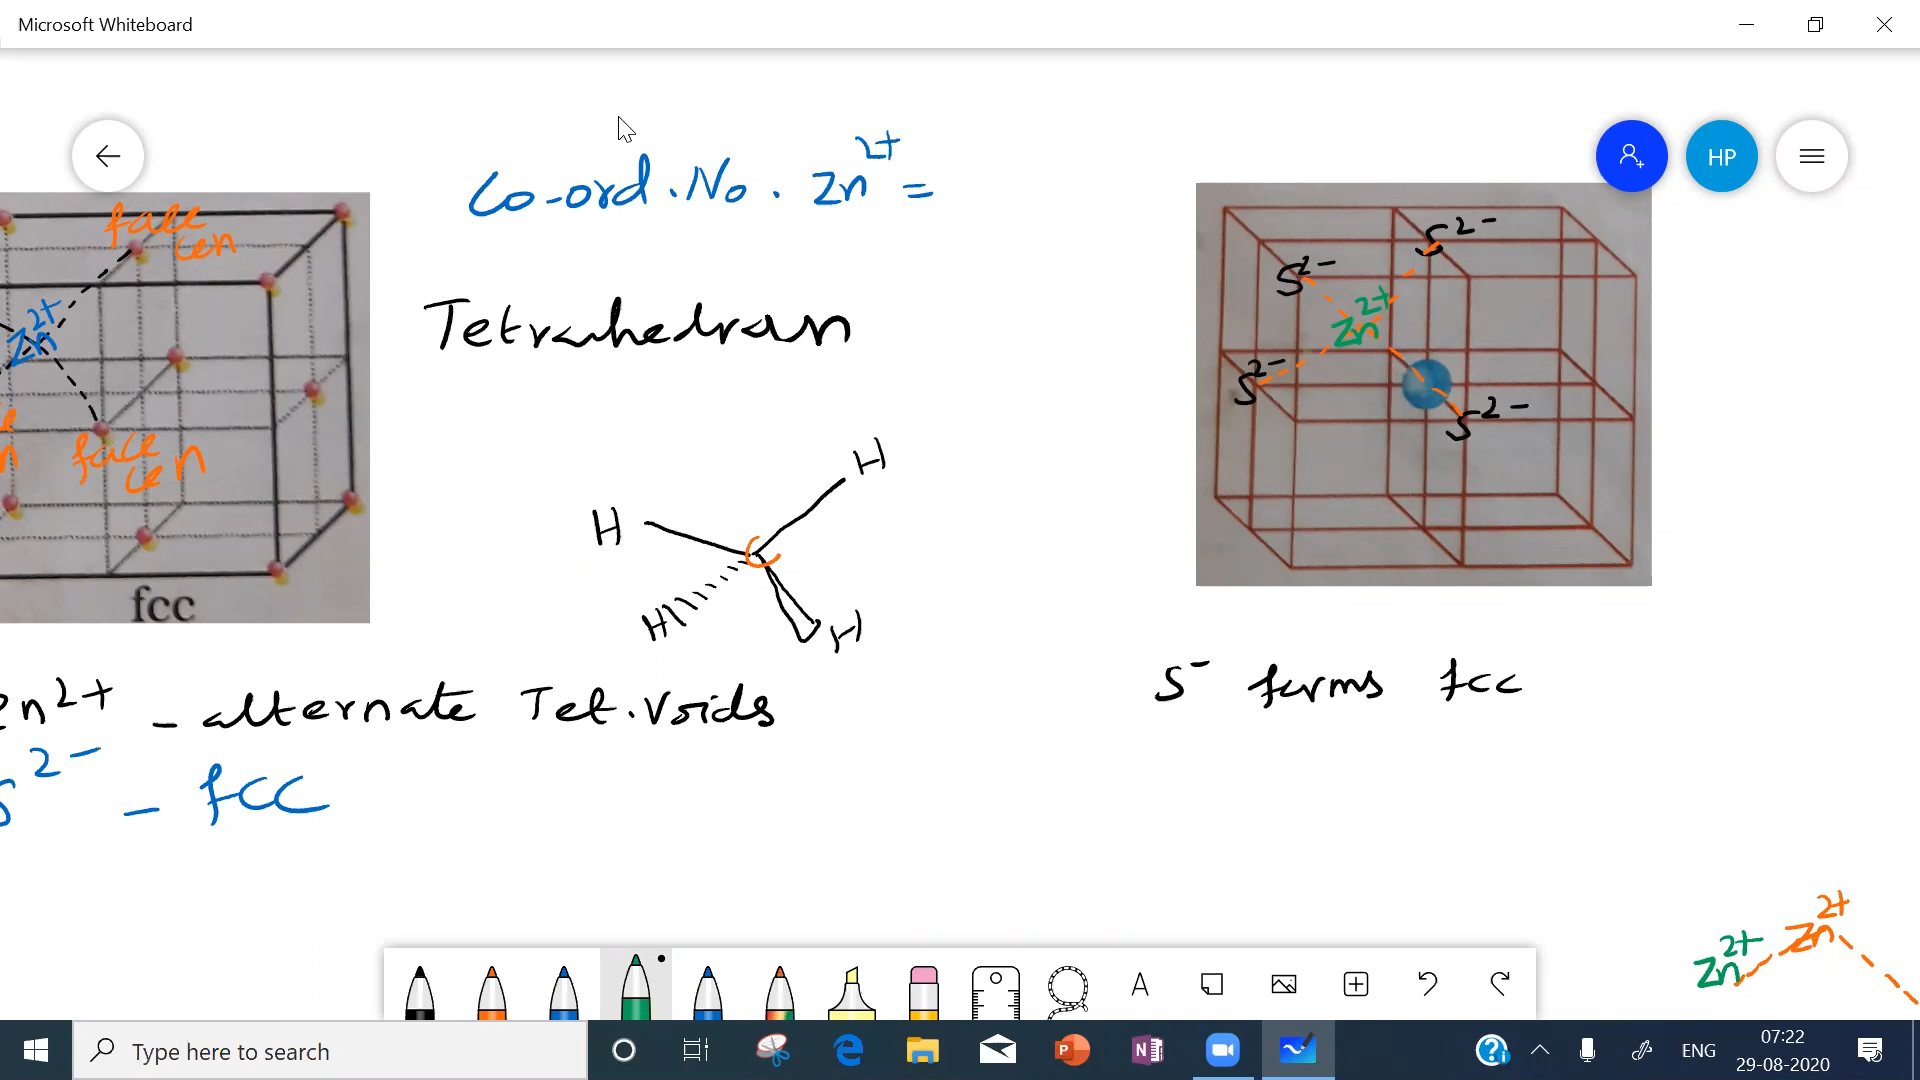 Microsoft Whiteboard
HP
Co-ord. No. Zn²⁺ =
face
cen
Zn²⁺
face
cen
n
fcc
Tetrahedran
H
H
C
H
H
S²⁻
S²⁻
Zn²⁺
S²⁻
S²⁻
Zn²⁺ - alternate Tet. Voids
S²⁻ - fcc
S⁻ forms fcc
Zn²⁺ Zn²⁺
A
Type here to search
ENG
07:22
29-08-2020